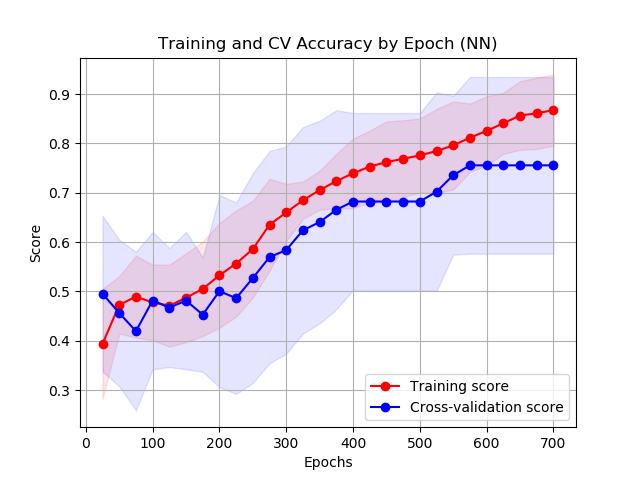 Training and CV Accuracy by Epoch (NN)
0.9
0.8
0.7
0.6
0.5
0.4
0.3
Score
0 100 200 300 400 500 600 700
Epochs
Training score
Cross-validation score